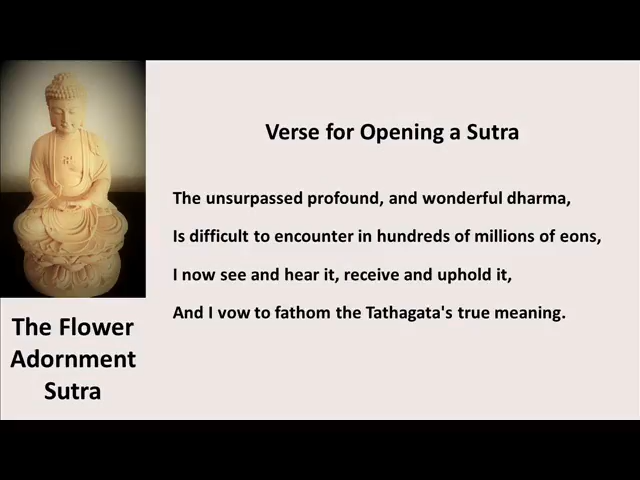 Verse for Opening a Sutra
The unsurpassed profound, and wonderful dharma,
Is difficult to encounter in hundreds of millions of eons,
I now see and hear it, receive and uphold it,
And I vow to fathom the Tathagata's true meaning.
The Flower
Adornment
Sutra